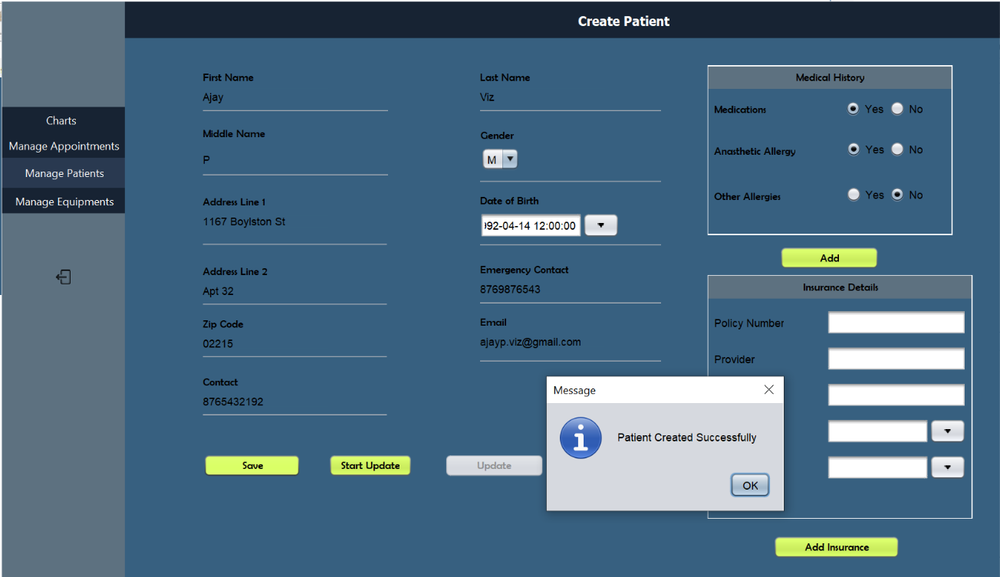 Create Patient
Charts
Manage Appointments
Manage Patients
Manage Equipments
First Name
Ajay
Last Name
Viz
Middle Name
P
Gender
M
Address Line 1
1167 Boylston St
Date of Birth
992-04-14 12:00:00
Address Line 2
Apt 32
Emergency Contact
8769876543
Zip Code
02215
Email
ajayp.viz@gmail.com
Contact
8765432192
Save
Start Update
Update
Medical History
Medications
Yes No
Anasthetic Allergy
Yes No
Other Allergies
Yes No
Add
Insurance Details
Policy Number
Provider
Add Insurance
Message
Patient Created Successfully
OK